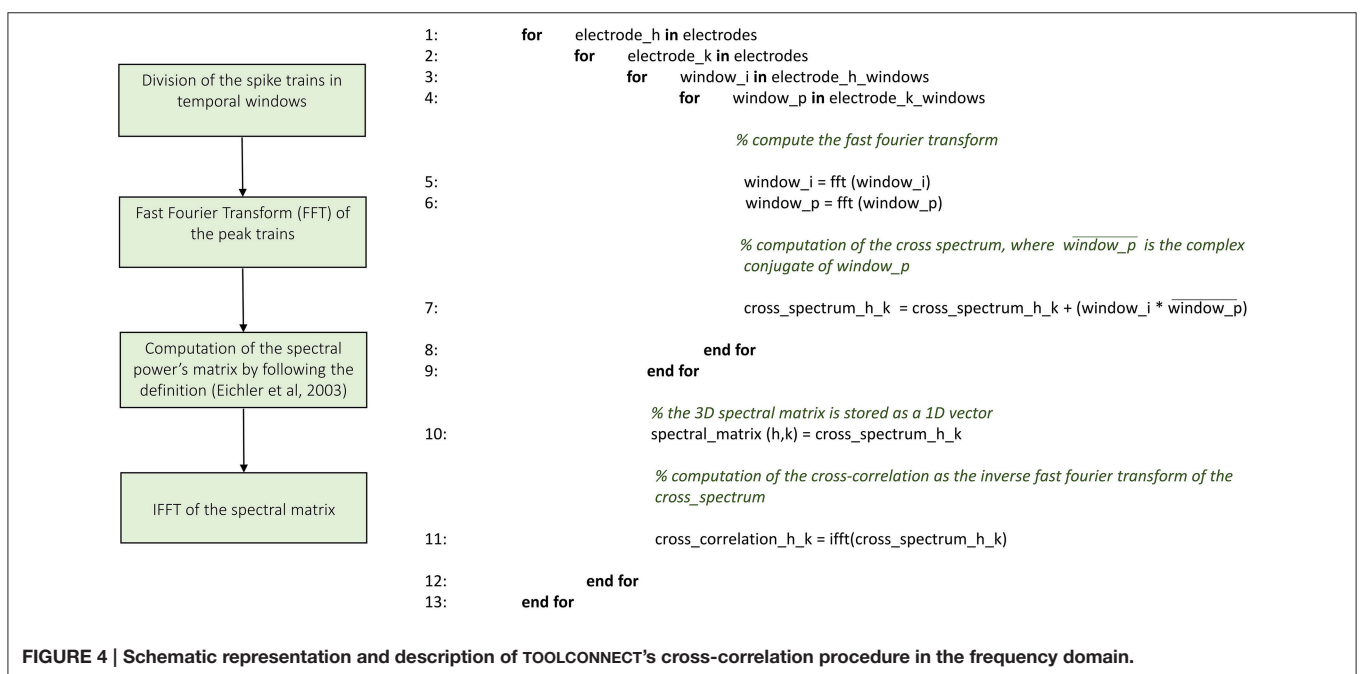 Division of the spike trains in
temporal windows
Fast Fourier Transform (FFT) of
the peak trains
Computation of the spectral
power's matrix by following the
definition (Eichler et al, 2003)
IFFT of the spectral matrix
1: for electrode_h in electrodes
2: for electrode_k in electrodes
3: for window_i in electrode_h_windows
4: for window_p in electrode_k_windows
% compute the fast fourier transform
5: window_i = fft (window_i)
6: window_p = fft (window_p)
% computation of the cross spectrum, where window_p is the complex
conjugate of window_p
7: cross_spectrum_h_k = cross_spectrum_h_k + (window_i * window_p)
8: end for
9: end for
% the 3D spectral matrix is stored as a 1D vector
10: spectral_matrix (h,k) = cross_spectrum_h_k
% computation of the cross-correlation as the inverse fast fourier transform of the
cross_spectrum
11: cross_correlation_h_k = ifft(cross_spectrum_h_k)
12: end for
13: end for
FIGURE 4 | Schematic representation and description of TOOLCONNECT's cross-correlation procedure in the frequency domain.